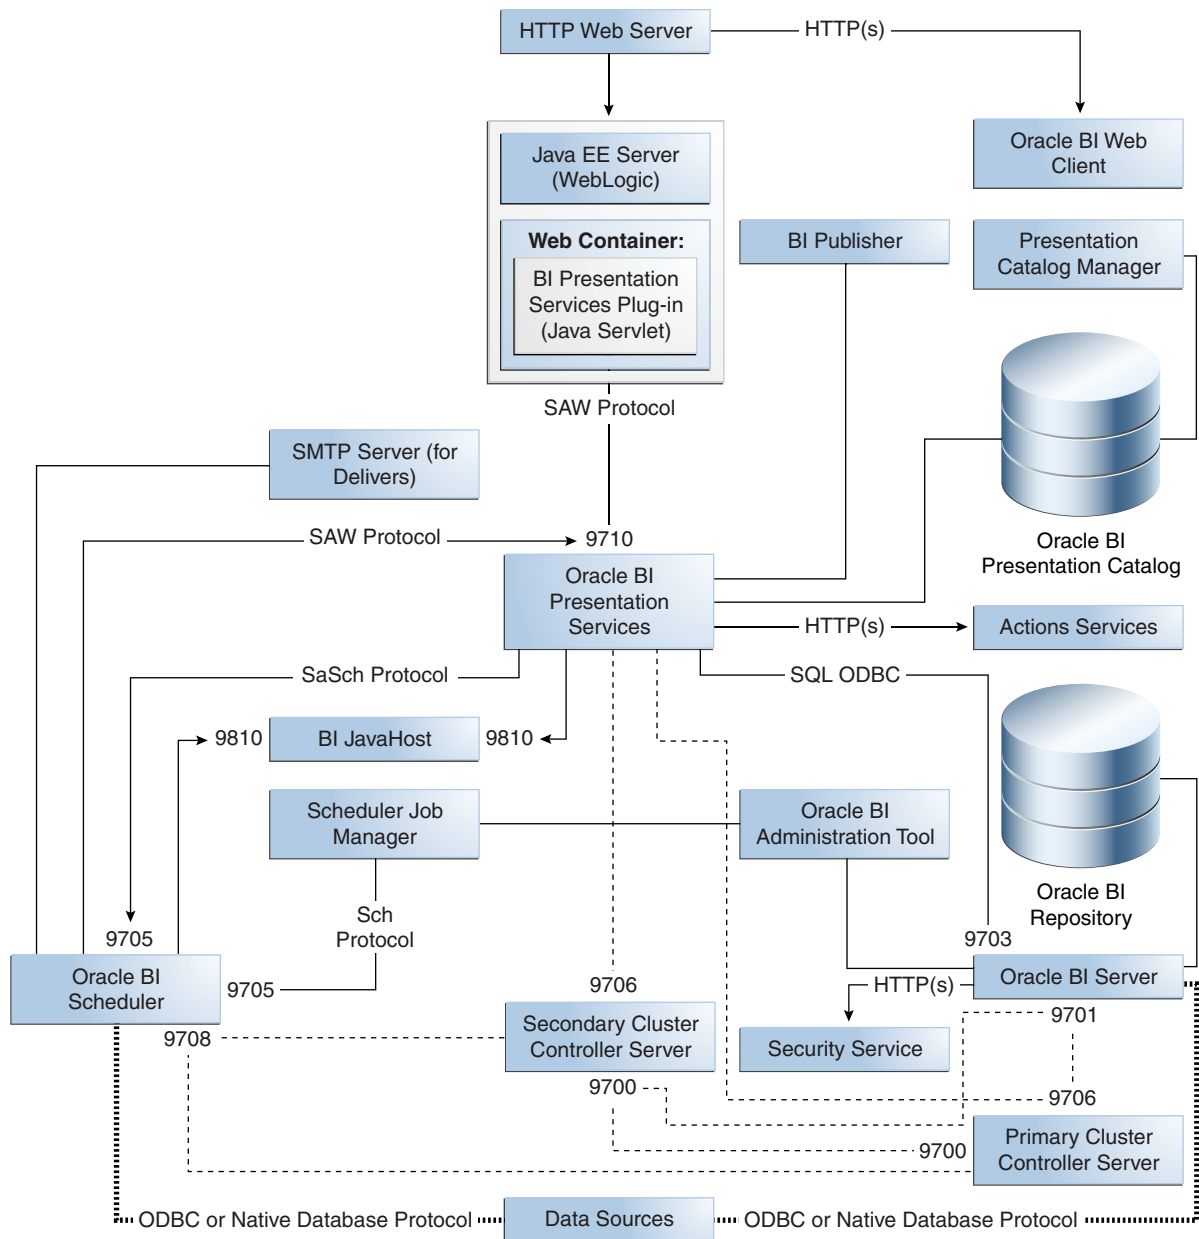 HTTP Web Server
HTTP(s)
Java EE Server
(WebLogic)
Oracle BI Web
Client
Web Container:
BI Presentation
Services Plug-in
(Java Servlet)
BI Publisher
Presentation
Catalog Manager
SAW Protocol
SMTP Server (for
Delivers)
SAW Protocol
9710
Oracle BI
Presentation Catalog
Oracle BI
Presentation
Services
HTTP(s)
Actions Services
SaSch Protocol
SQL ODBC
9810
BI JavaHost
9810
Scheduler Job
Manager
Oracle BI
Administration Tool
Oracle BI
Repository
Sch
Protocol
9705
9703
Oracle BI
Scheduler
9705
9706
HTTP(s)
Oracle BI Server
9708
Secondary Cluster
Controller Server
Security Service
9701
9700
9706
9700
Primary Cluster
Controller Server
ODBC or Native Database Protocol
Data Sources
ODBC or Native Database Protocol